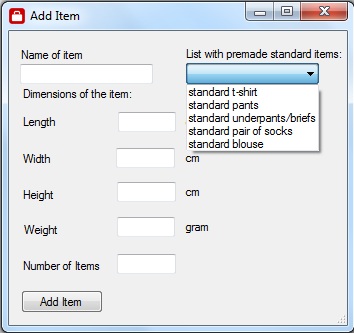 Add Item
Name of item
List with premade standard items:
standard t-shirt
standard pants
standard underpants/briefs
standard pair of socks
standard blouse
Dimensions of the item:
Length
Width cm
Height cm
Weight gram
Number of Items
Add Item